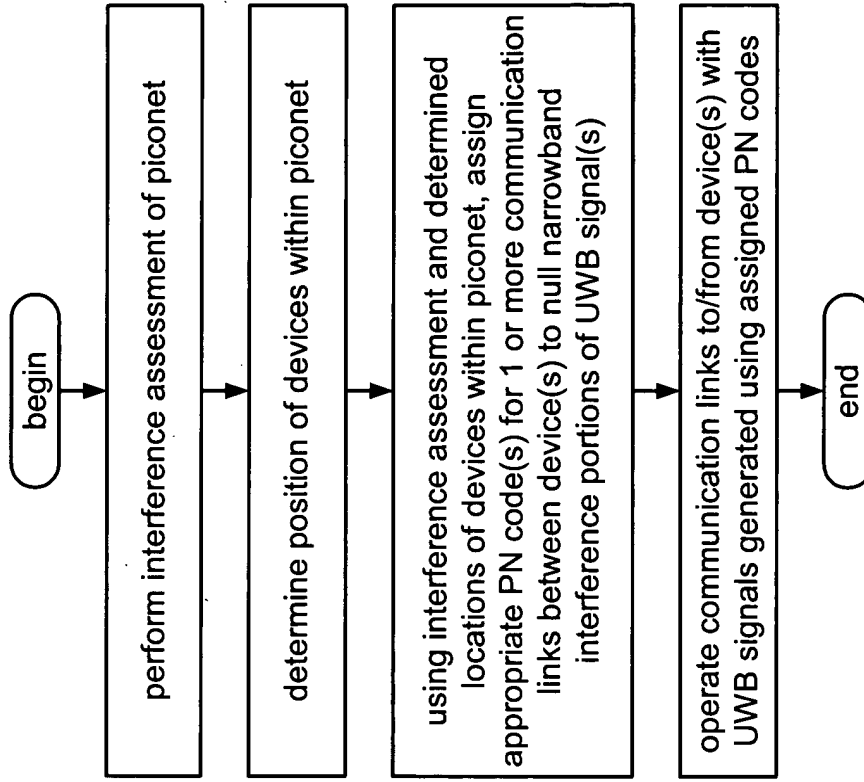 begin
perform interference assessment of piconet
determine position of devices within piconet
using interference assessment and determined
locations of devices within piconet, assign
appropriate PN code(s) for 1 or more communication
links between device(s) to null narrowband
interference portions of UWB signal(s)
operate communication links to/from device(s) with
UWB signals generated using assigned PN codes
end